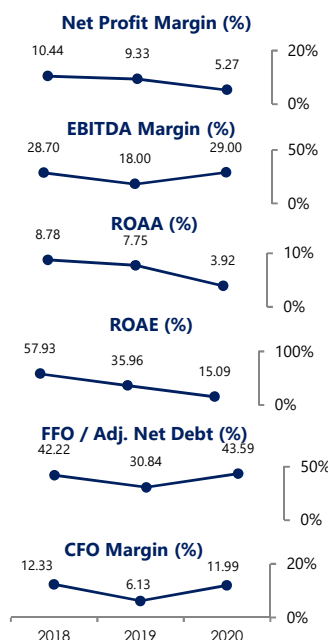 Net Profit Margin (%)
10.44 9.33 5.27 20%
0%
EBITDA Margin (%)
28.70 18.00 29.00 50%
0%
ROAA (%)
8.78 7.75 3.92 10%
0%
ROAE (%)
57.93 35.96 15.09 100%
0%
FFO / Adj. Net Debt (%)
42.22 30.84 43.59 50%
0%
CFO Margin (%)
12.33 6.13 11.99 20%
0%
2018 2019 2020